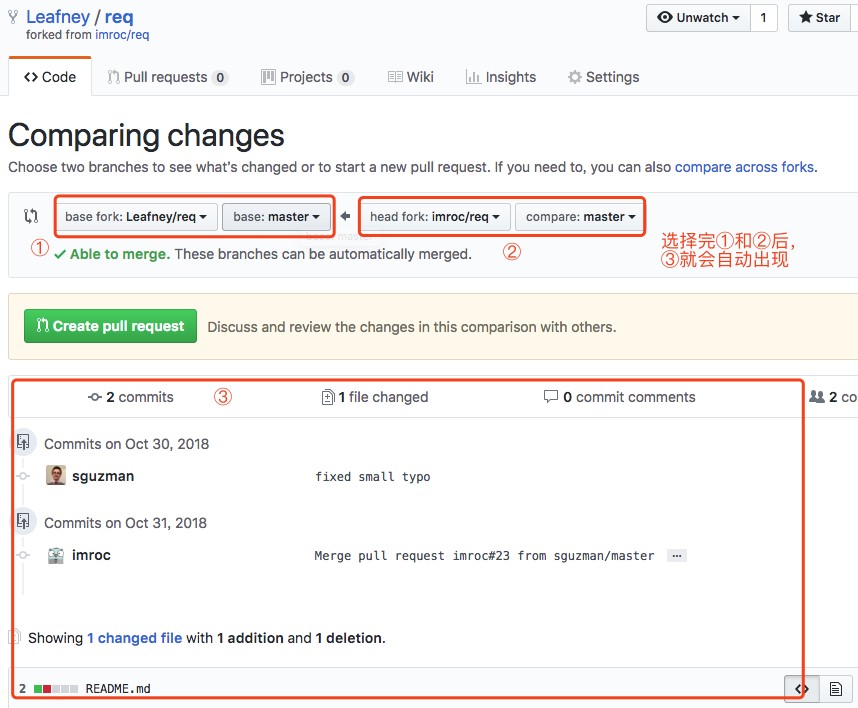 Leafney / req
Unwatch 1 Star
forked from imroc/req
Code Pull requests 0 Projects 0 Wiki Insights Settings
Comparing changes
Choose two branches to see what's changed or to start a new pull request. If you need to, you can also compare across forks.
base fork: Leafney/req base: master head fork: imroc/req compare: master
① ✓ Able to merge. These branches can be automatically merged. ②
选择完①和②后，
③就会自动出现
Create pull request Discuss and review the changes in this comparison with others.
2 commits ③ 1 file changed 0 commit comments 2 co
Commits on Oct 30, 2018
sguzman fixed small typo
Commits on Oct 31, 2018
imroc Merge pull request imroc#23 from sguzman/master …
Showing 1 changed file with 1 addition and 1 deletion.
2 README.md